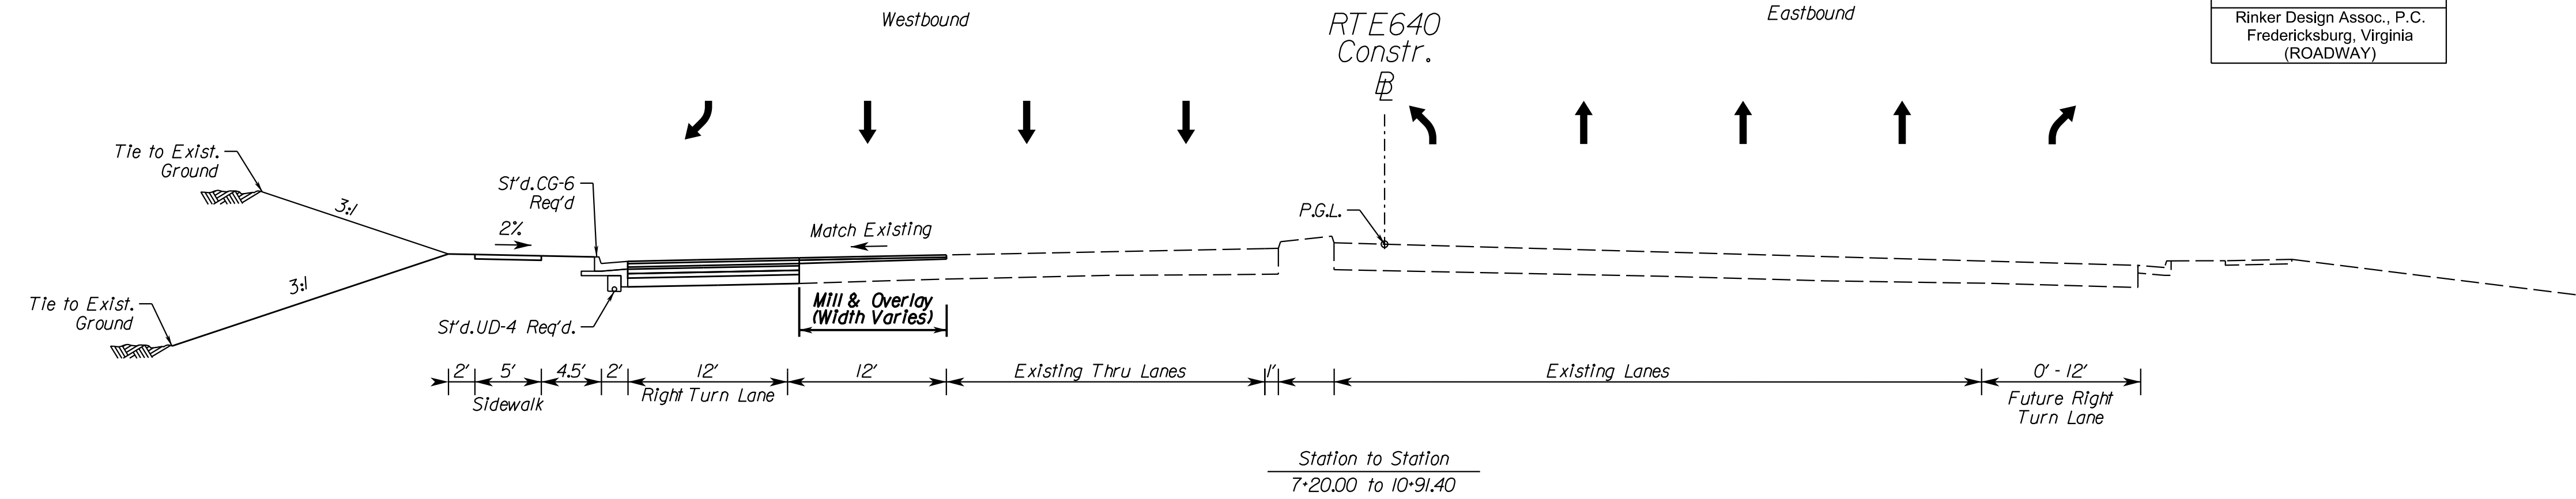 Westbound
Eastbound
RTE640
Constr.
BL
Rinker Design Assoc., P.C.
Fredericksburg, Virginia
(ROADWAY)
Tie to Exist.
Ground
3:1
2%
St'd.CG-6
Req'd
Match Existing
P.G.L.
3:1
Tie to Exist.
Ground
St'd.UD-4 Req'd.
Mill & Overlay
(Width Varies)
2'
5'
4.5'
2'
12'
12'
Existing Thru Lanes
1'
Existing Lanes
0' - 12'
Sidewalk
Right Turn Lane
Future Right
Turn Lane
Station to Station
7+20.00 to 10+91.40